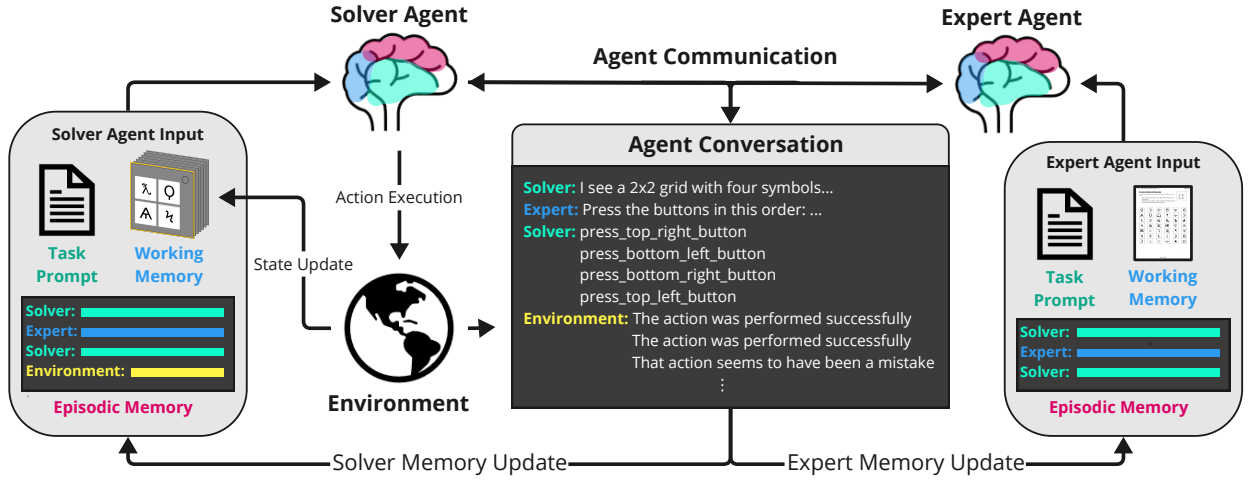 Solver Agent
Expert Agent
Agent Communication
Solver Agent Input
Task
Prompt
Working
Memory
Solver:
Expert:
Solver:
Environment:
Episodic Memory
Action Execution
State Update
Environment
Agent Conversation
Solver: I see a 2x2 grid with four symbols...
Expert: Press the buttons in this order: ...
Solver: press_top_right_button
press_bottom_left_button
press_bottom_right_button
press_top_left_button
Environment: The action was performed successfully
The action was performed successfully
That action seems to have been a mistake
⋮
Expert Agent Input
Task
Prompt
Working
Memory
Solver:
Expert:
Solver:
Episodic Memory
Solver Memory Update
Expert Memory Update